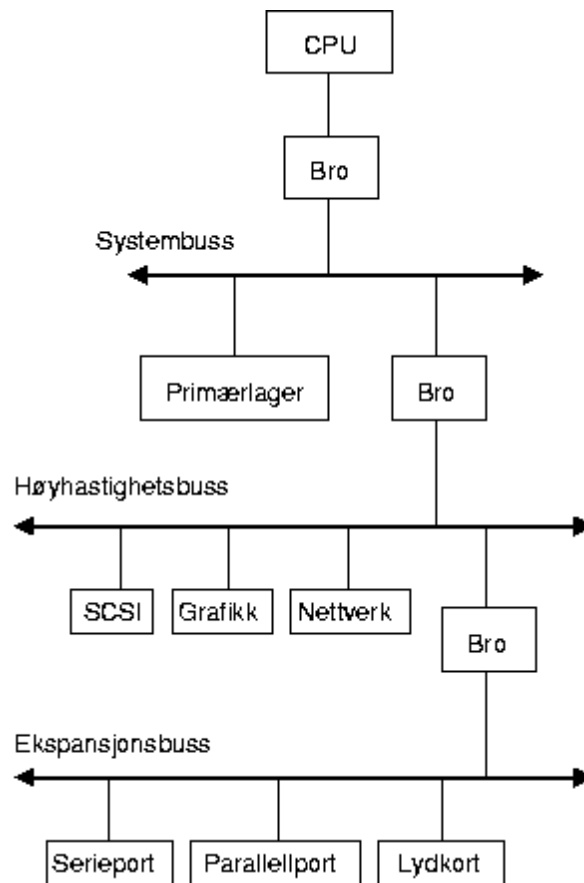 CPU
Bro
Systembuss
Primærlager
Bro
Høyhastighetsbuss
SCSI
Grafikk
Nettverk
Bro
Ekspansjonsbuss
Serieport
Parallellport
Lydkort